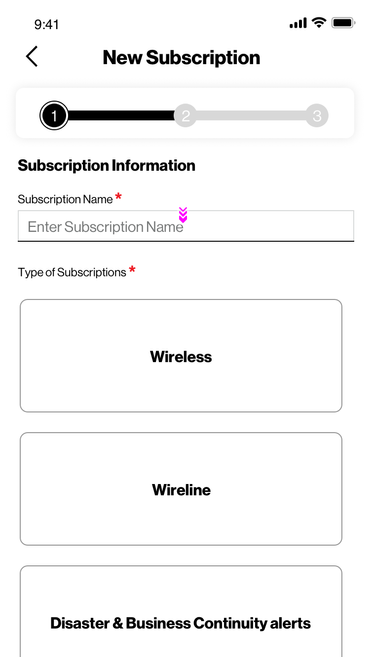 9:41
New Subscription
1 2 3
Subscription Information
Subscription Name *
Enter Subscription Name
Type of Subscriptions *
Wireless
Wireline
Disaster & Business Continuity alerts